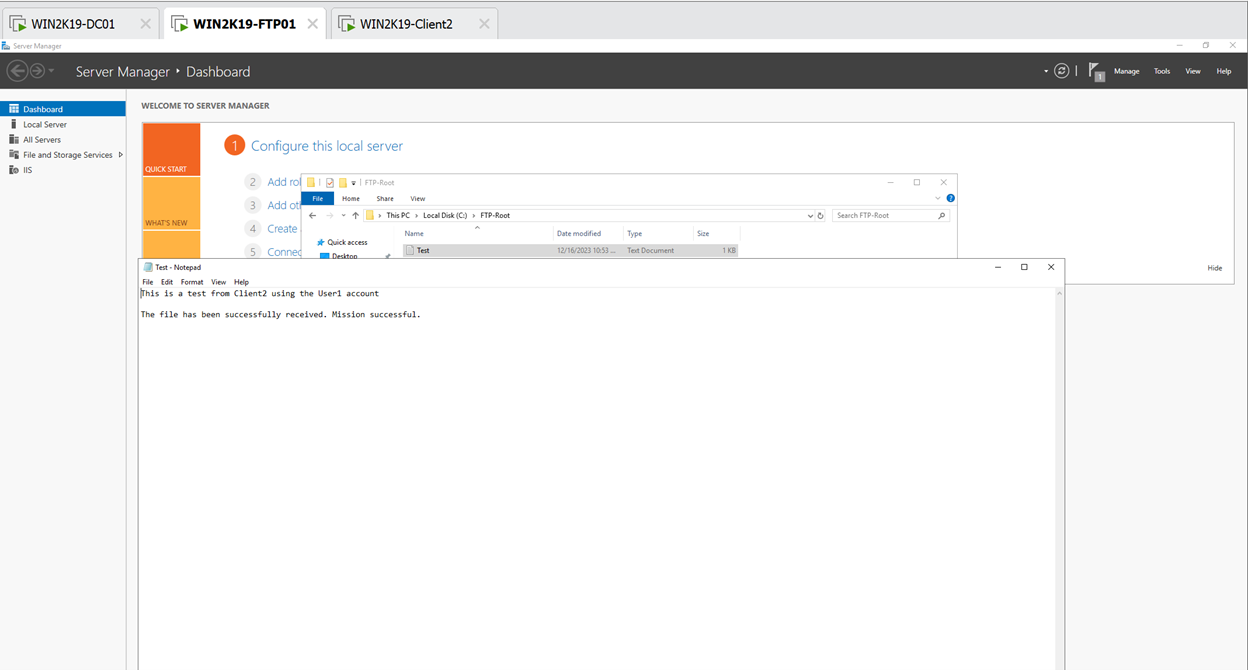 WIN2K19-DC01
WIN2K19-FTP01
WIN2K19-Client2
Server Manager
Server Manager Dashboard
1
Manage
Tools
View
Help
Dashboard
Local Server
All Servers
File and Storage Services
IIS
WELCOME TO SERVER MANAGER
QUICK START
WHAT'S NEW
1 Configure this local server
2 Add rol
3 Add ot
4 Create
5 Connec
Hide
FTP-Root
File Home Share View
This PC Local Disk (C:) FTP-Root
Search FTP-Root
Quick access
Desktop
Name Date modified Type Size
Test 12/16/2023 10:53 ... Text Document 1 KB
Test - Notepad
File Edit Format View Help
This is a test from Client2 using the User1 account
The file has been successfully received. Mission successful.